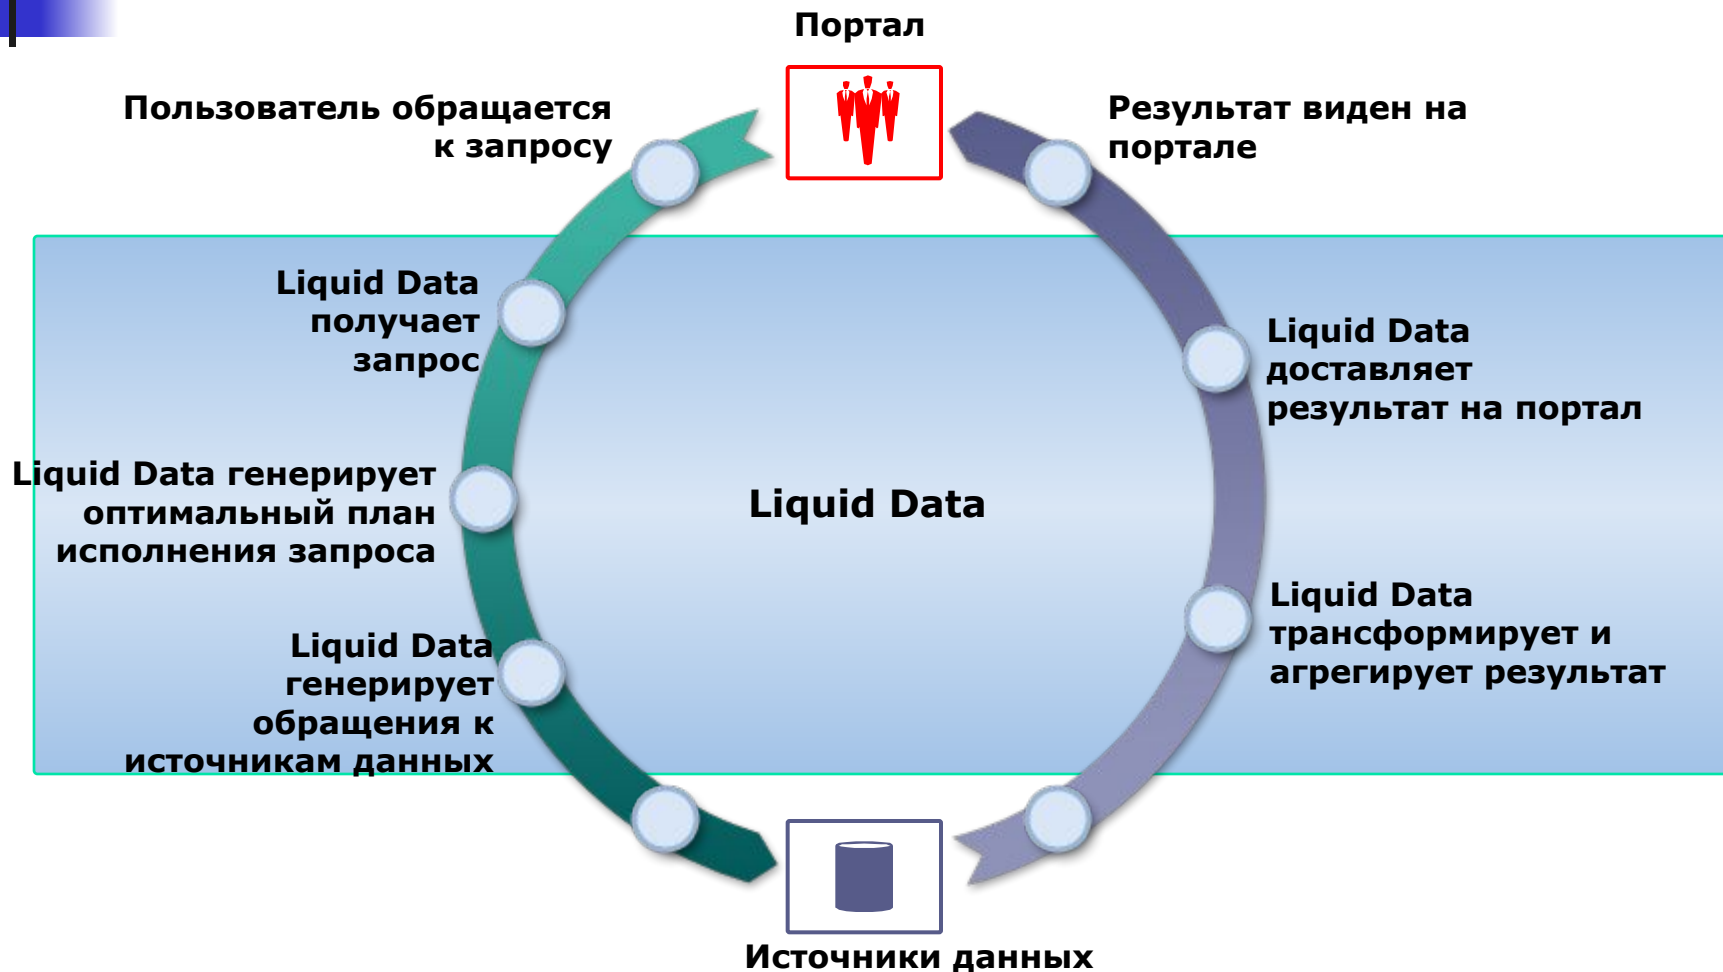 Портал
Пользователь обращается
к запросу
Результат виден на
портале
Liquid Data
получает
запрос
Liquid Data
доставляет
результат на портал
Liquid Data генерирует
оптимальный план
исполнения запроса
Liquid Data
Liquid Data
трансформирует и
агрегирует результат
Liquid Data
генерирует
обращения к
источникам данных
Источники данных